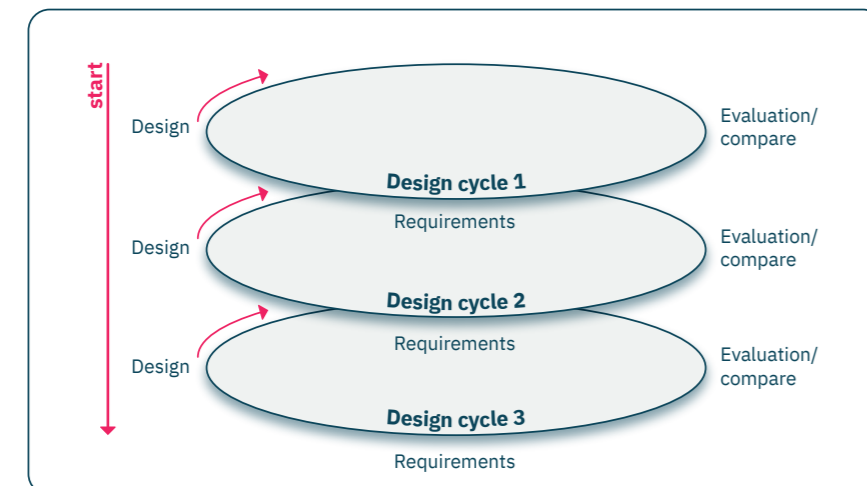 start
Design
Evaluation/
compare
Design cycle 1
Requirements
Design
Evaluation/
compare
Design cycle 2
Requirements
Design
Evaluation/
compare
Design cycle 3
Requirements